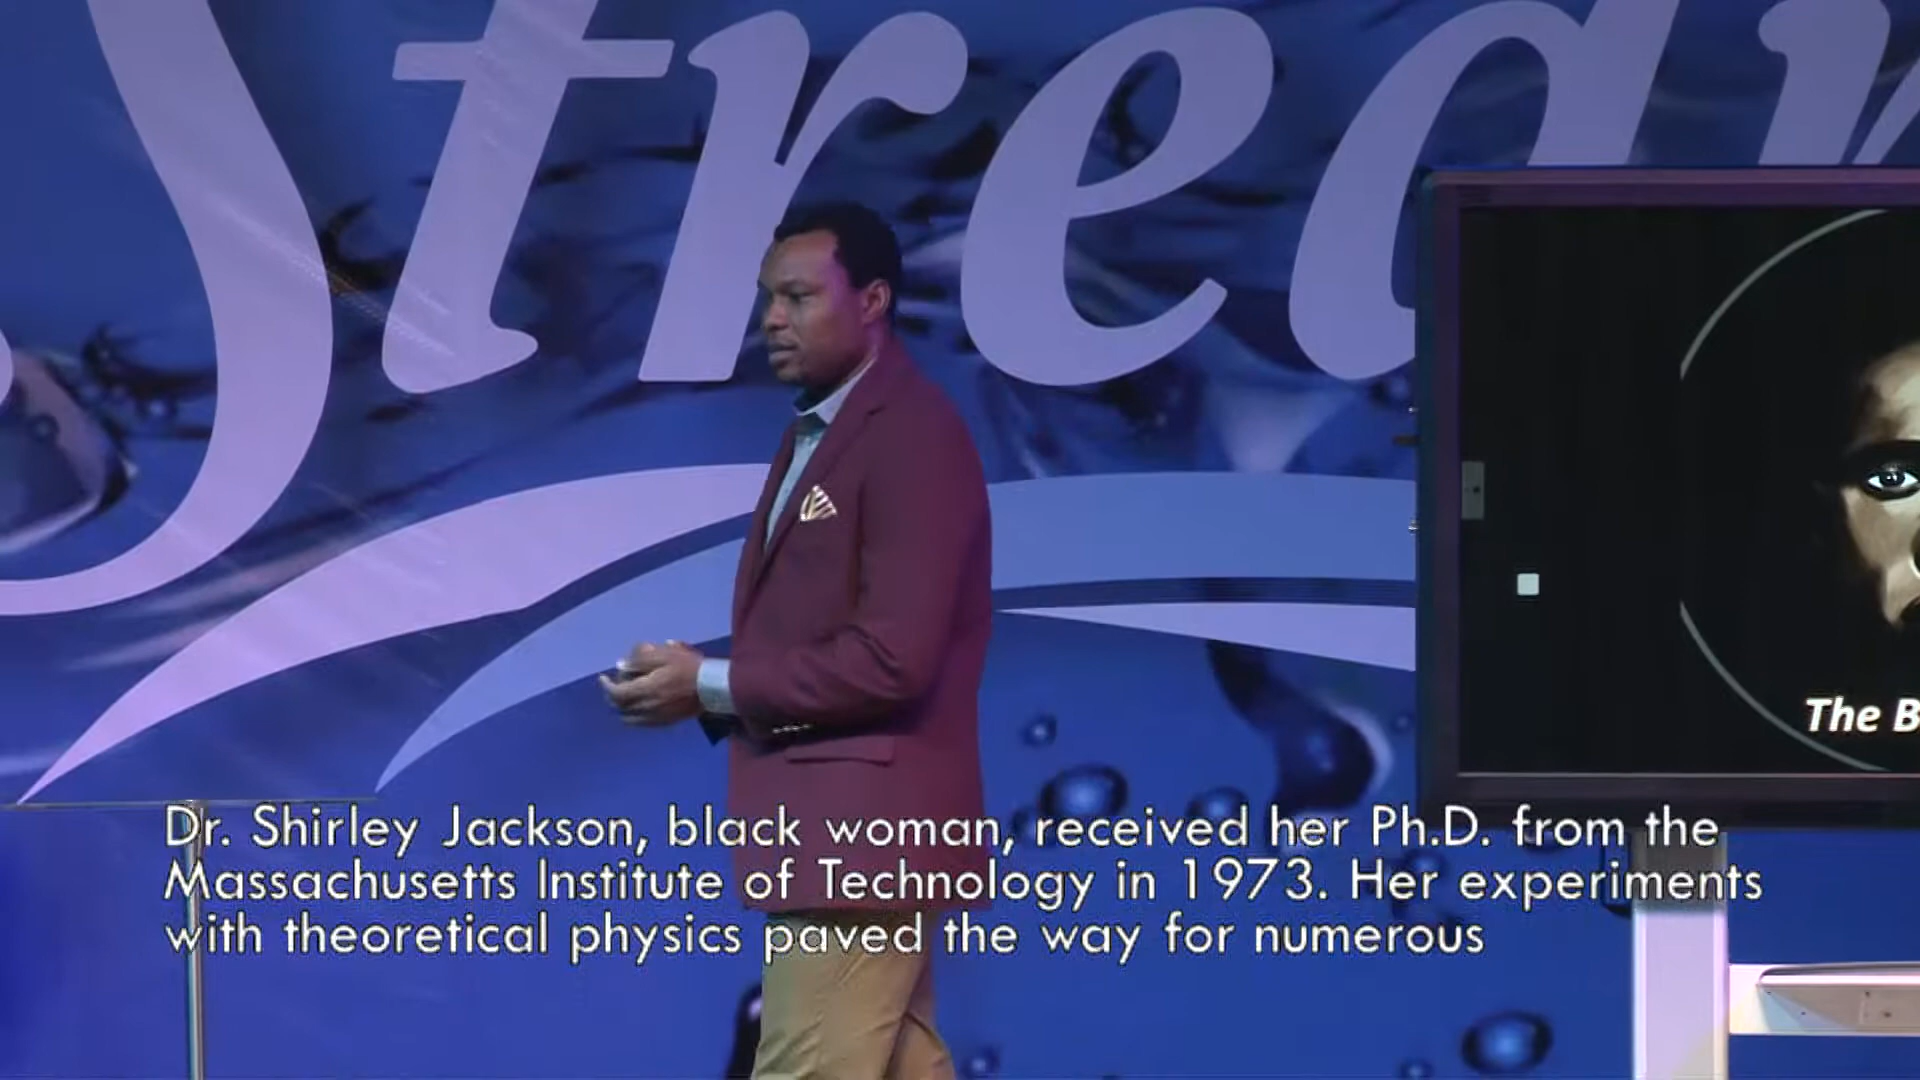 Strea
The B
Dr. Shirley Jackson, black woman, received her Ph.D. from the
Massachusetts Institute of Technology in 1973. Her experiments
with theoretical physics paved the way for numerous